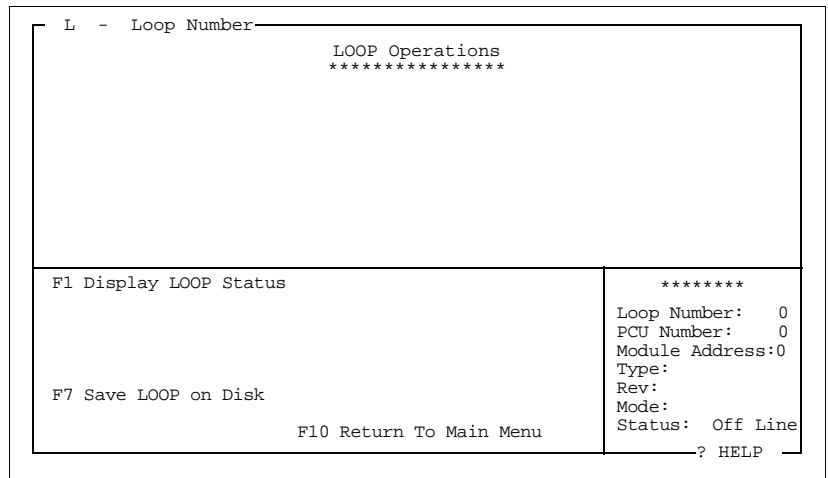 L - Loop Number
LOOP Operations
****************
F1 Display LOOP Status
F7 Save LOOP on Disk
F10 Return To Main Menu
********
Loop Number: 0
PCU Number: 0
Module Address:0
Type:
Rev:
Mode:
Status: Off Line
? HELP